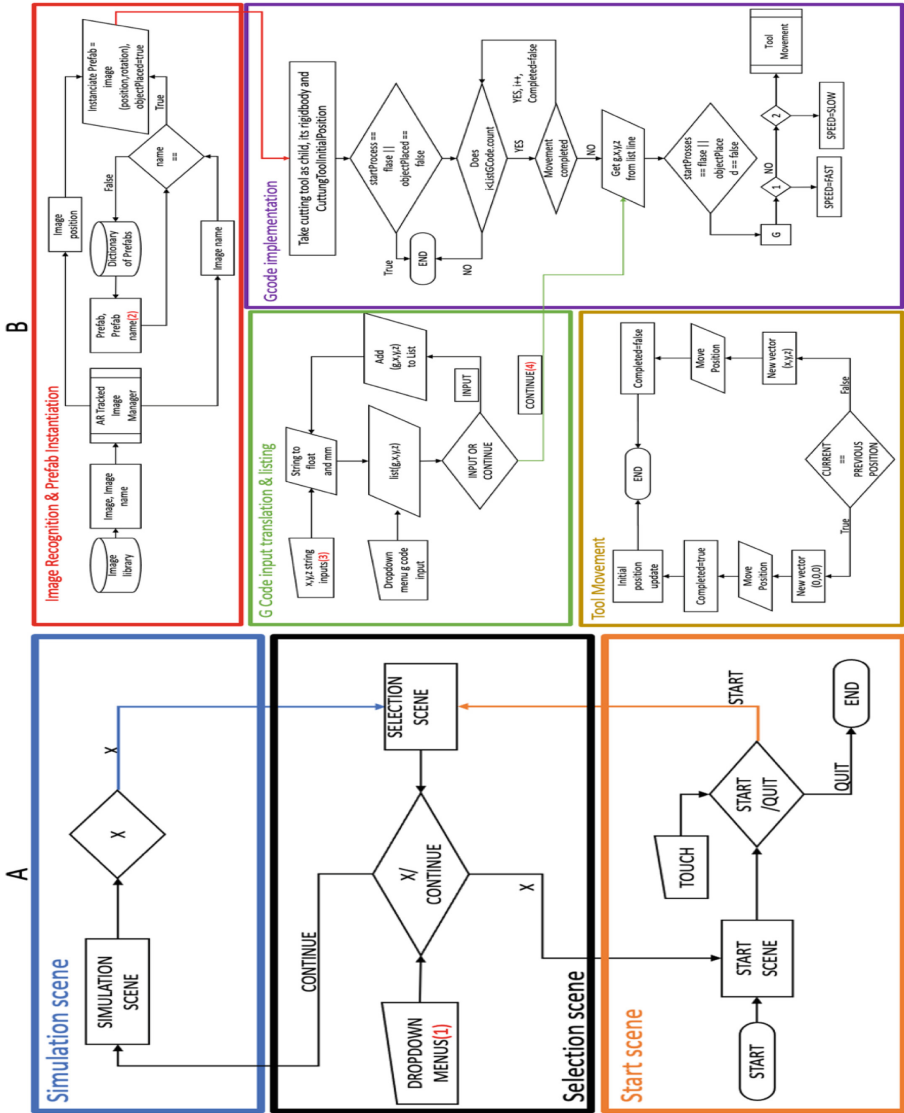 A
Simulation scene
SIMULATION
SCENE
X
X
CONTINUE
SELECTION
SCENE
X/
CONTINUE
X
DROPDOWN
MENUS(1)
Selection scene
Start scene
START
START
SCENE
TOUCH
START
/QUIT
START
QUIT
END
B
Image Recognition & Prefab Instantiation
Image
library
Image, Image
name
AR Tracked
Image
Manager
Prefab,
Prefab
name(2)
Dictionary
of Prefabs
Image
position
Image name
False
name
==
True
Instanciate Prefab =
image
(position,rotation),
objectPlaced=true
G Code input translation & listing
x,y,z string
inputs(3)
String to
float
and mm
Dropdown
menu g code
input
list(g,x,y,z)
Add
(g,x,y,z)
to List
INPUT
INPUT OR
CONTINUE
CONTINUE(4)
Gcode implementation
Take cutting tool as child, its rigidbody and
CuttungToolInitialPosition
startProcess ==
flase ||
objectPlaced ==
false
True
END
NO
Does
i<ListGCode.count
YES
YES, i++,
Completed=false
Movement
completed
NO
Get g,x,y,z
from list line
startProsses
== flase ||
objectPlace
d == false
G
1
NO
2
SPEED=FAST
SPEED=SLOW
Tool
Movement
Tool Movement
Initial
position
update
END
Completed=false
Completed=true
Move
Position
Move
Position
New vector
(0,0,0)
New vector
(x,y,z)
True
False
CURRENT
==
PREVIOUS
POSITION